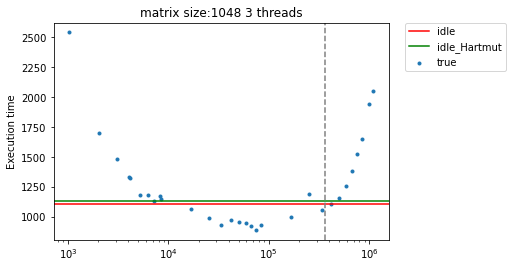 matrix size:1048 3 threads
idle
idle_Hartmut
true
Execution time
2500
2250
2000
1750
1500
1250
1000
10³
10⁴
10⁵
10⁶